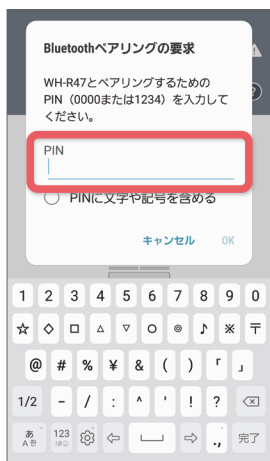 Bluetoothペアリングの要求
WH-R47とペアリングするための
PIN（0000または1234）を入力して
ください。
PIN
PINに文字や記号を含める
キャンセル OK
1 2 3 4 5 6 7 8 9 0
☆ ◇ □ △ ▽ ○ ◎ ♪ ※ 〒
@ # % ¥ & ( ) 「 」
1/2 - / : ^ ' ! ?
あ 123 ., 完了
A 한 !#☺